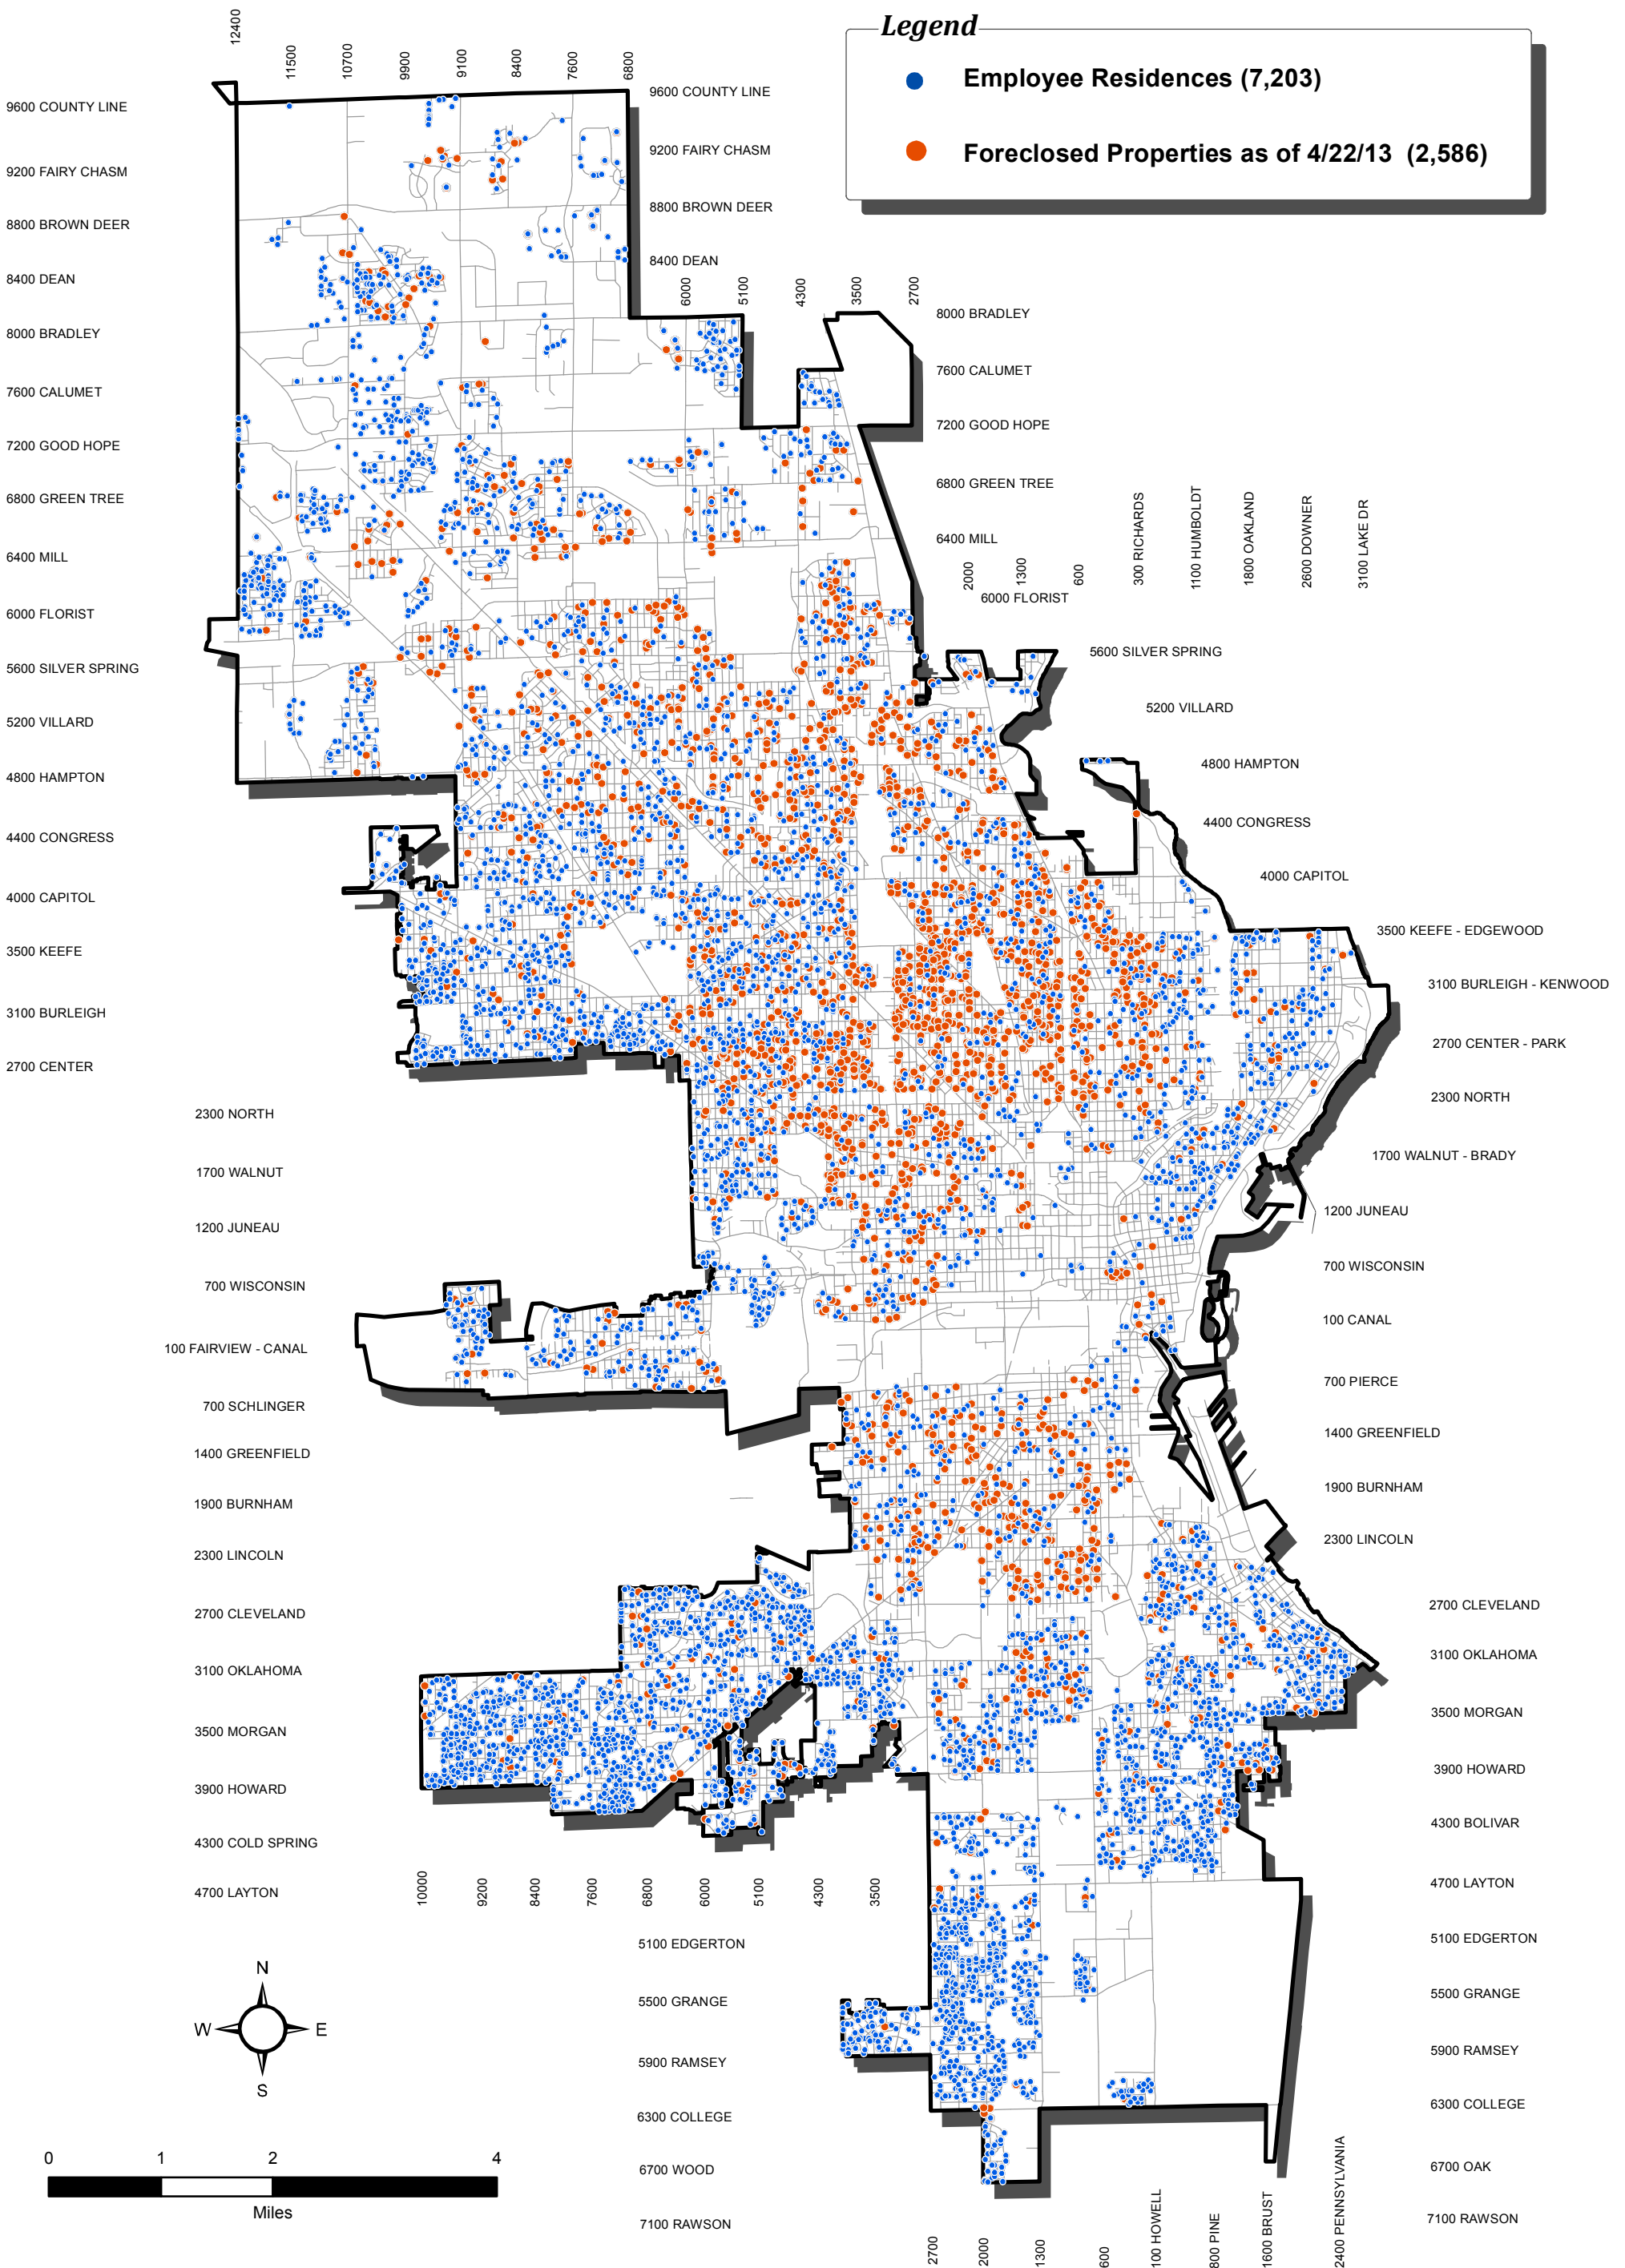 Legend
Employee Residences (7,203)
Foreclosed Properties as of 4/22/13 (2,586)
12400
11500
10700
9900
9100
8400
7600
6800
9600 COUNTY LINE
9200 FAIRY CHASM
8800 BROWN DEER
8400 DEAN
8000 BRADLEY
7600 CALUMET
7200 GOOD HOPE
6800 GREEN TREE
6400 MILL
6000 FLORIST
5600 SILVER SPRING
5200 VILLARD
4800 HAMPTON
4400 CONGRESS
4000 CAPITOL
3500 KEEFE
3100 BURLEIGH
2700 CENTER
2300 NORTH
1700 WALNUT
1200 JUNEAU
700 WISCONSIN
100 FAIRVIEW - CANAL
700 SCHLINGER
1400 GREENFIELD
1900 BURNHAM
2300 LINCOLN
2700 CLEVELAND
3100 OKLAHOMA
3500 MORGAN
3900 HOWARD
4300 COLD SPRING
4700 LAYTON
9600 COUNTY LINE
9200 FAIRY CHASM
8800 BROWN DEER
8400 DEAN
6000
5100
4300
3500
2700
8000 BRADLEY
7600 CALUMET
7200 GOOD HOPE
6800 GREEN TREE
6400 MILL
2000
1300
600
300 RICHARDS
1100 HUMBOLDT
1800 OAKLAND
2600 DOWNER
3100 LAKE DR
6000 FLORIST
5600 SILVER SPRING
5200 VILLARD
4800 HAMPTON
4400 CONGRESS
4000 CAPITOL
3500 KEEFE - EDGEWOOD
3100 BURLEIGH - KENWOOD
2700 CENTER - PARK
2300 NORTH
1700 WALNUT - BRADY
1200 JUNEAU
700 WISCONSIN
100 CANAL
700 PIERCE
1400 GREENFIELD
1900 BURNHAM
2300 LINCOLN
2700 CLEVELAND
3100 OKLAHOMA
3500 MORGAN
3900 HOWARD
4300 BOLIVAR
4700 LAYTON
5100 EDGERTON
5500 GRANGE
5900 RAMSEY
6300 COLLEGE
6700 OAK
7100 RAWSON
10000
9200
8400
7600
6800
6000
5100
4300
3500
5100 EDGERTON
5500 GRANGE
5900 RAMSEY
6300 COLLEGE
6700 WOOD
7100 RAWSON
N
W E
S
0 1 2 4
Miles
2700
2000
1300
600
100 HOWELL
800 PINE
1600 BRUST
2400 PENNSYLVANIA